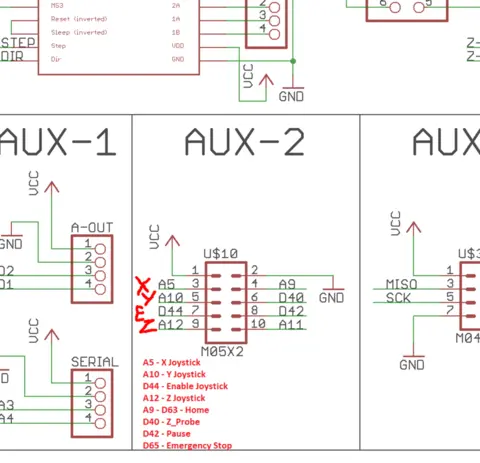 MS3 2A 2
Reset (inverted) 1A 3
Sleep (inverted) 1B 4
STEP Step VDD
DIR Dir GND
VCC
GND
6 5
Z-
Z-
AUX-1
VCC
A-OUT
GND
1
2
D2 3
D1 4
VCC
SERIAL
1
2
A3 3
A4 4
AUX-2
VCC
U$10
1 2
X A5 3 4 A9
Y A10 5 6 D40
E D44 7 8 D42
Z A12 9 10 A11
GND
M05X2
A5 - X Joystick
A10 - Y Joystick
D44 - Enable Joystick
A12 - Z Joystick
A9 - D63 - Home
D40 - Z_Probe
D42 - Pause
D65 - Emergency Stop
AUX
VCC
U$3
1
MISO 3
SCK 5
7
GND
M04